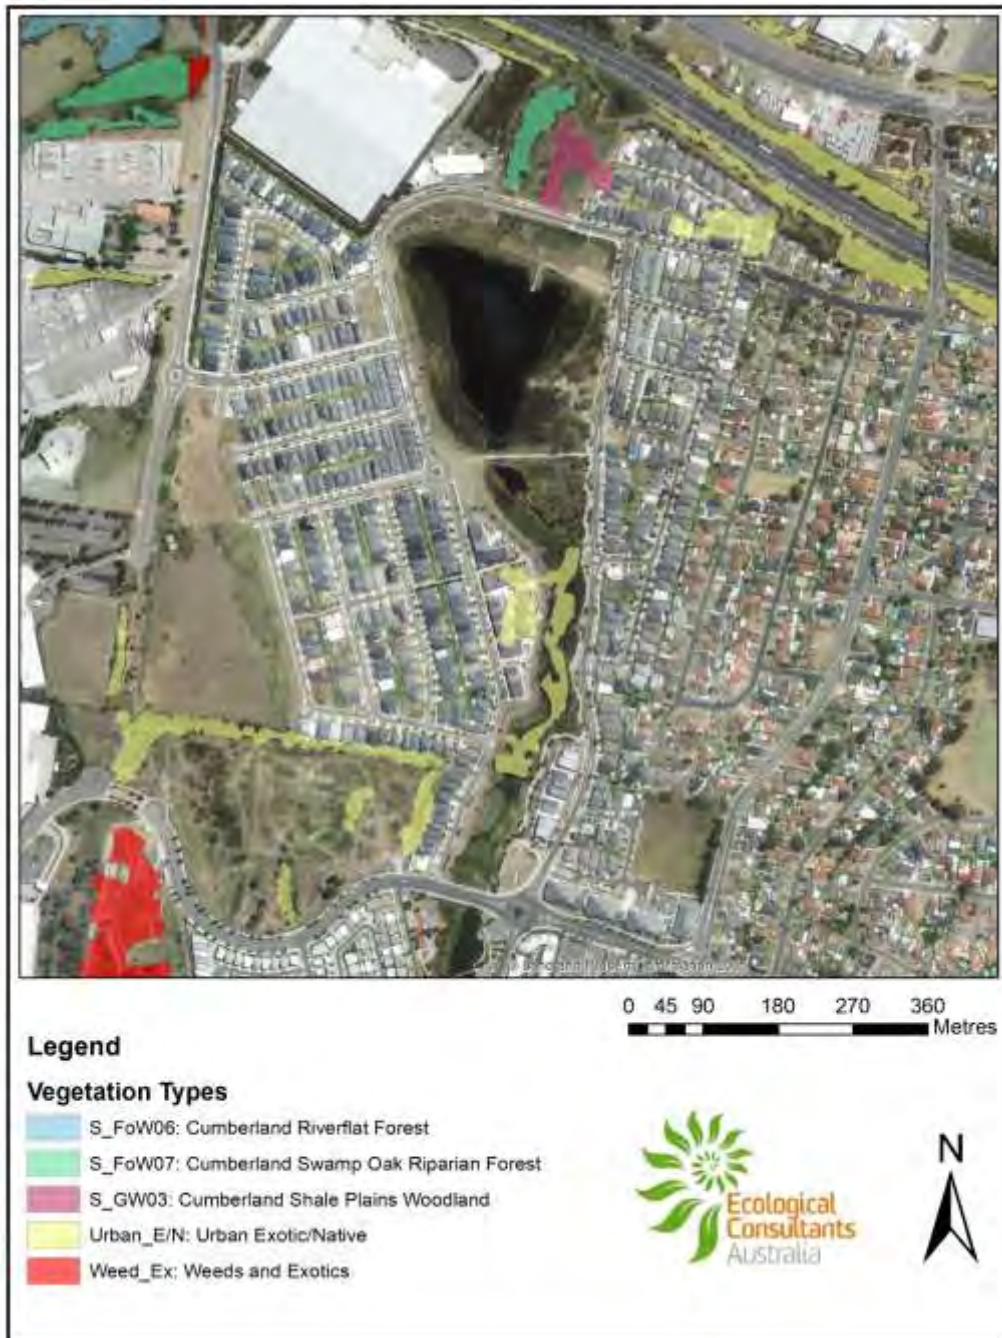 0 45 90 180 270 360
Metres
Legend
Vegetation Types
S_FoW06: Cumberland Riverflat Forest
S_FoW07: Cumberland Swamp Oak Riparian Forest
S_GW03: Cumberland Shale Plains Woodland
Urban_E/N: Urban Exotic/Native
Weed_Ex: Weeds and Exotics
Ecological
Consultants
Australia
N